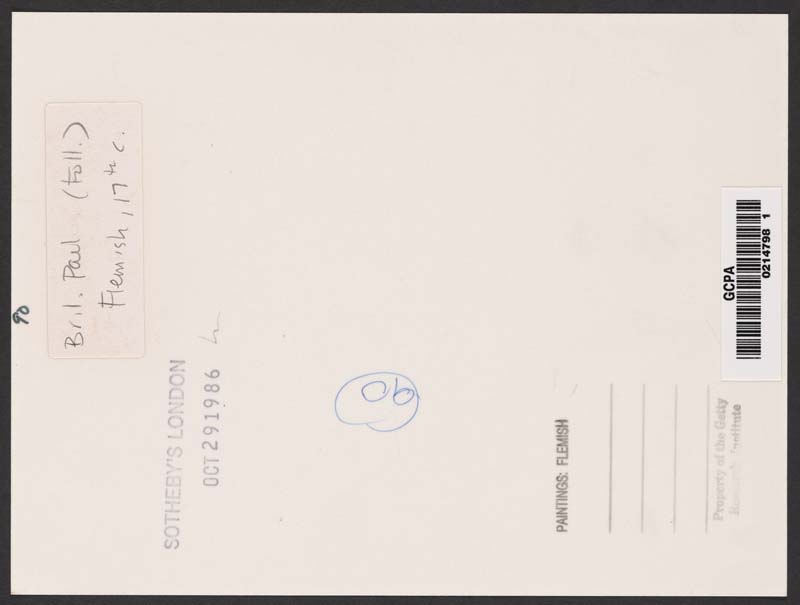 Bril, Paul (foll.)
Flemish, 17th c.
90
SOTHEBY'S LONDON
OCT 29 1986
90
PAINTINGS: FLEMISH
Property of the Getty
Research Institute
GCPA
0214798 1